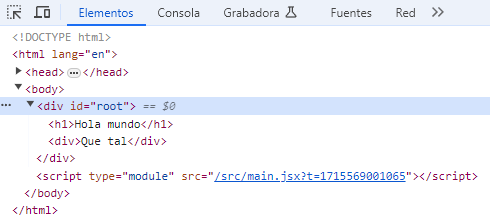 Elementos Consola Grabadora Fuentes Red »
<!DOCTYPE html>
<html lang="en">
<head> ⋯ </head>
<body>
⋯ <div id="root"> == $0
<h1>Hola mundo</h1>
<div>Que tal</div>
</div>
<script type="module" src="/src/main.jsx?t=1715569001065"></script>
</body>
</html>